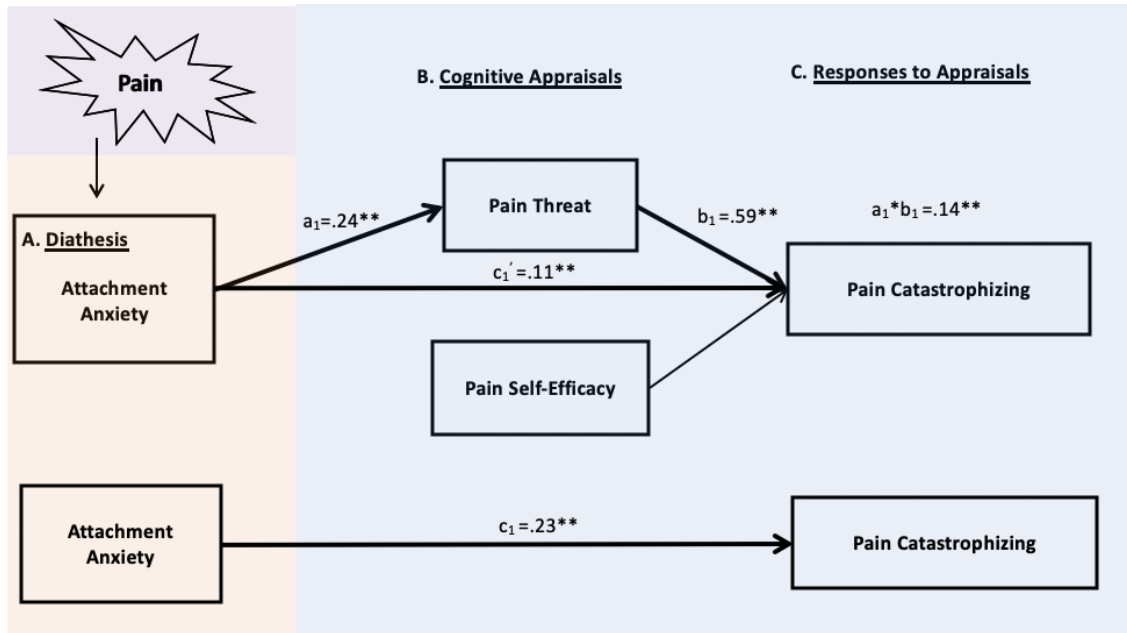 Pain
B. Cognitive Appraisals
C. Responses to Appraisals
A. Diathesis
Attachment
Anxiety
a₁=.24**
Pain Threat
b₁=.59**
a₁*b₁=.14**
c₁′=.11**
Pain Catastrophizing
Pain Self-Efficacy
Attachment
Anxiety
c₁=.23**
Pain Catastrophizing